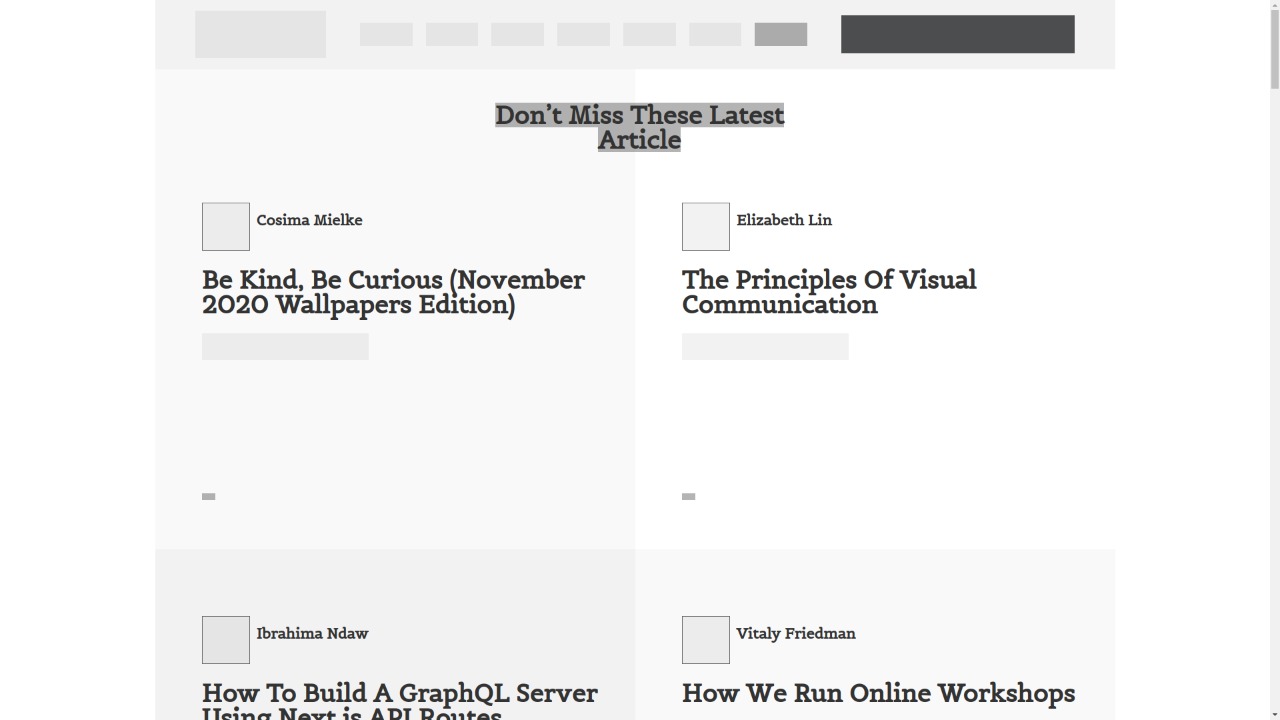 Don’t Miss These Latest
Article
Cosima Mielke
Be Kind, Be Curious (November
2020 Wallpapers Edition)
Elizabeth Lin
The Principles Of Visual
Communication
Ibrahima Ndaw
How To Build A GraphQL Server
Using Next.js API Routes
Vitaly Friedman
How We Run Online Workshops